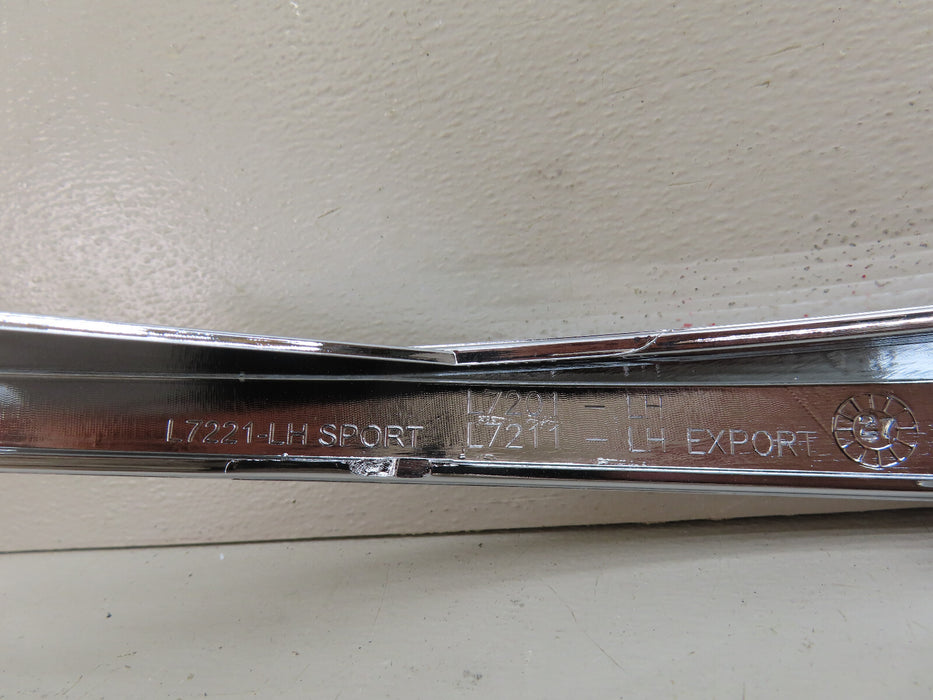 L7221-LH SPORT
L7201 - LH
L7211 - LH EXPORT